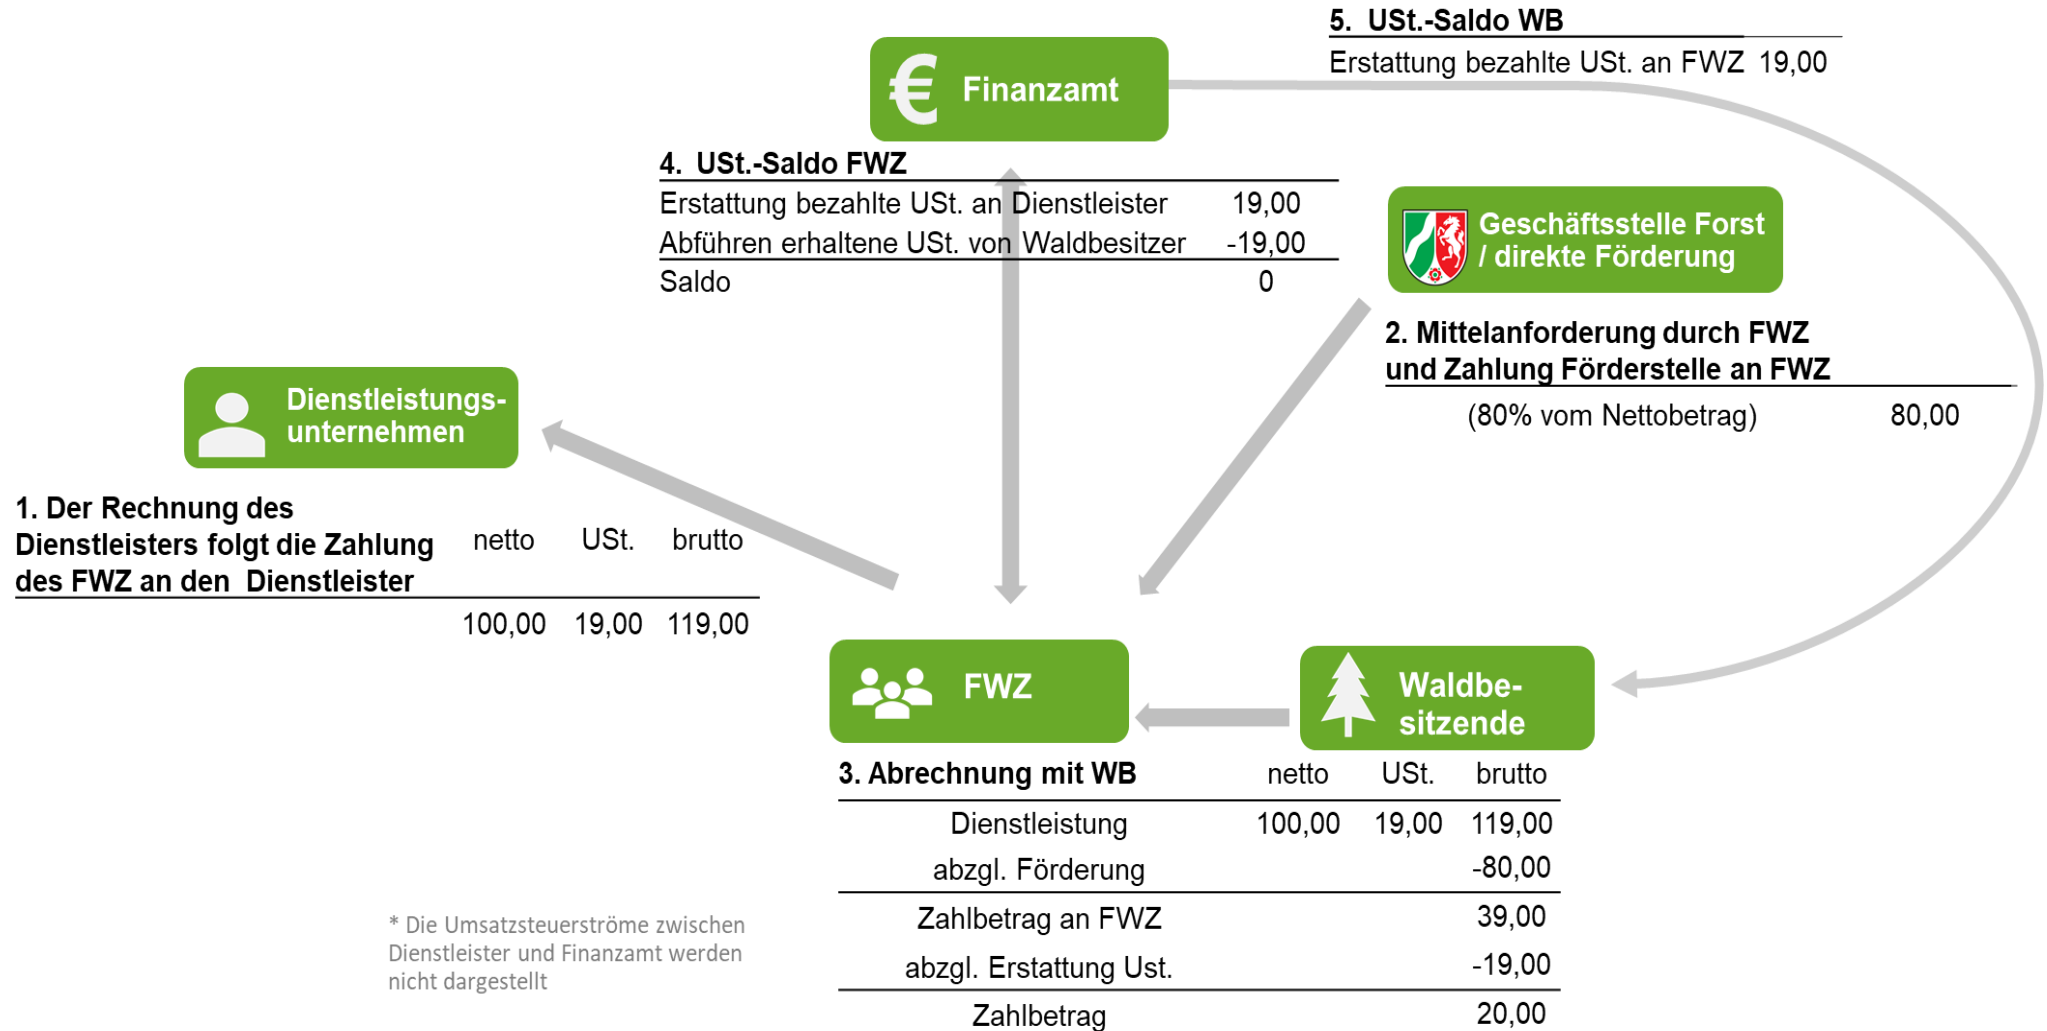 5. USt.-Saldo WB
Erstattung bezahlte USt. an FWZ 19,00
€ Finanzamt
4. USt.-Saldo FWZ
Erstattung bezahlte USt. an Dienstleister 19,00
Abführen erhaltene USt. von Waldbesitzer -19,00
Saldo 0
Geschäftsstelle Forst
/ direkte Förderung
2. Mittelanforderung durch FWZ
und Zahlung Förderstelle an FWZ
(80% vom Nettobetrag) 80,00
Dienstleistungs-
unternehmen
1. Der Rechnung des
Dienstleisters folgt die Zahlung netto USt. brutto
des FWZ an den Dienstleister
100,00 19,00 119,00
FWZ
Waldbe-
sitzende
3. Abrechnung mit WB netto USt. brutto
Dienstleistung 100,00 19,00 119,00
abzgl. Förderung -80,00
Zahlbetrag an FWZ 39,00
abzgl. Erstattung Ust. -19,00
Zahlbetrag 20,00
* Die Umsatzsteuerströme zwischen
Dienstleister und Finanzamt werden
nicht dargestellt